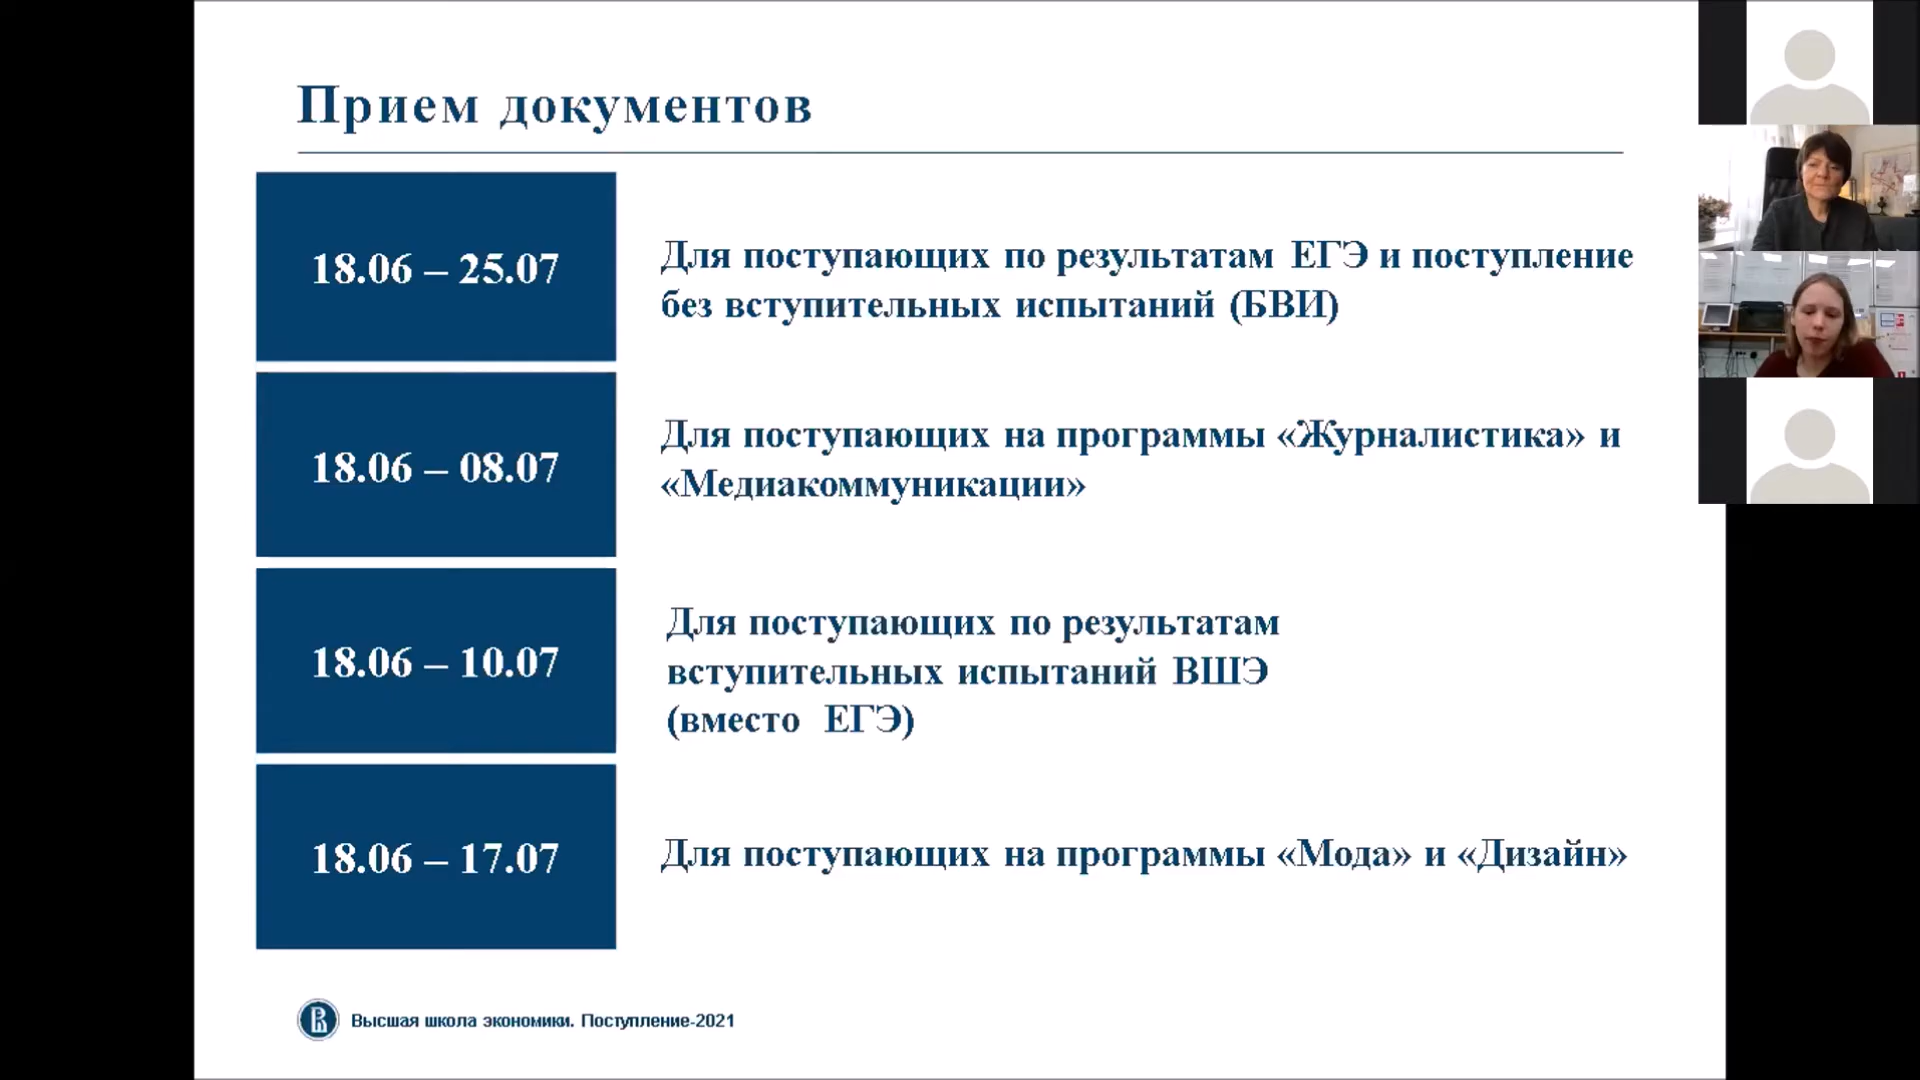 Прием документов
18.06 – 25.07
Для поступающих по результатам ЕГЭ и поступление
без вступительных испытаний (БВИ)
18.06 – 08.07
Для поступающих на программы «Журналистика» и
«Медиакоммуникации»
18.06 – 10.07
Для поступающих по результатам
вступительных испытаний ВШЭ
(вместо ЕГЭ)
18.06 – 17.07
Для поступающих на программы «Мода» и «Дизайн»
Высшая школа экономики. Поступление-2021